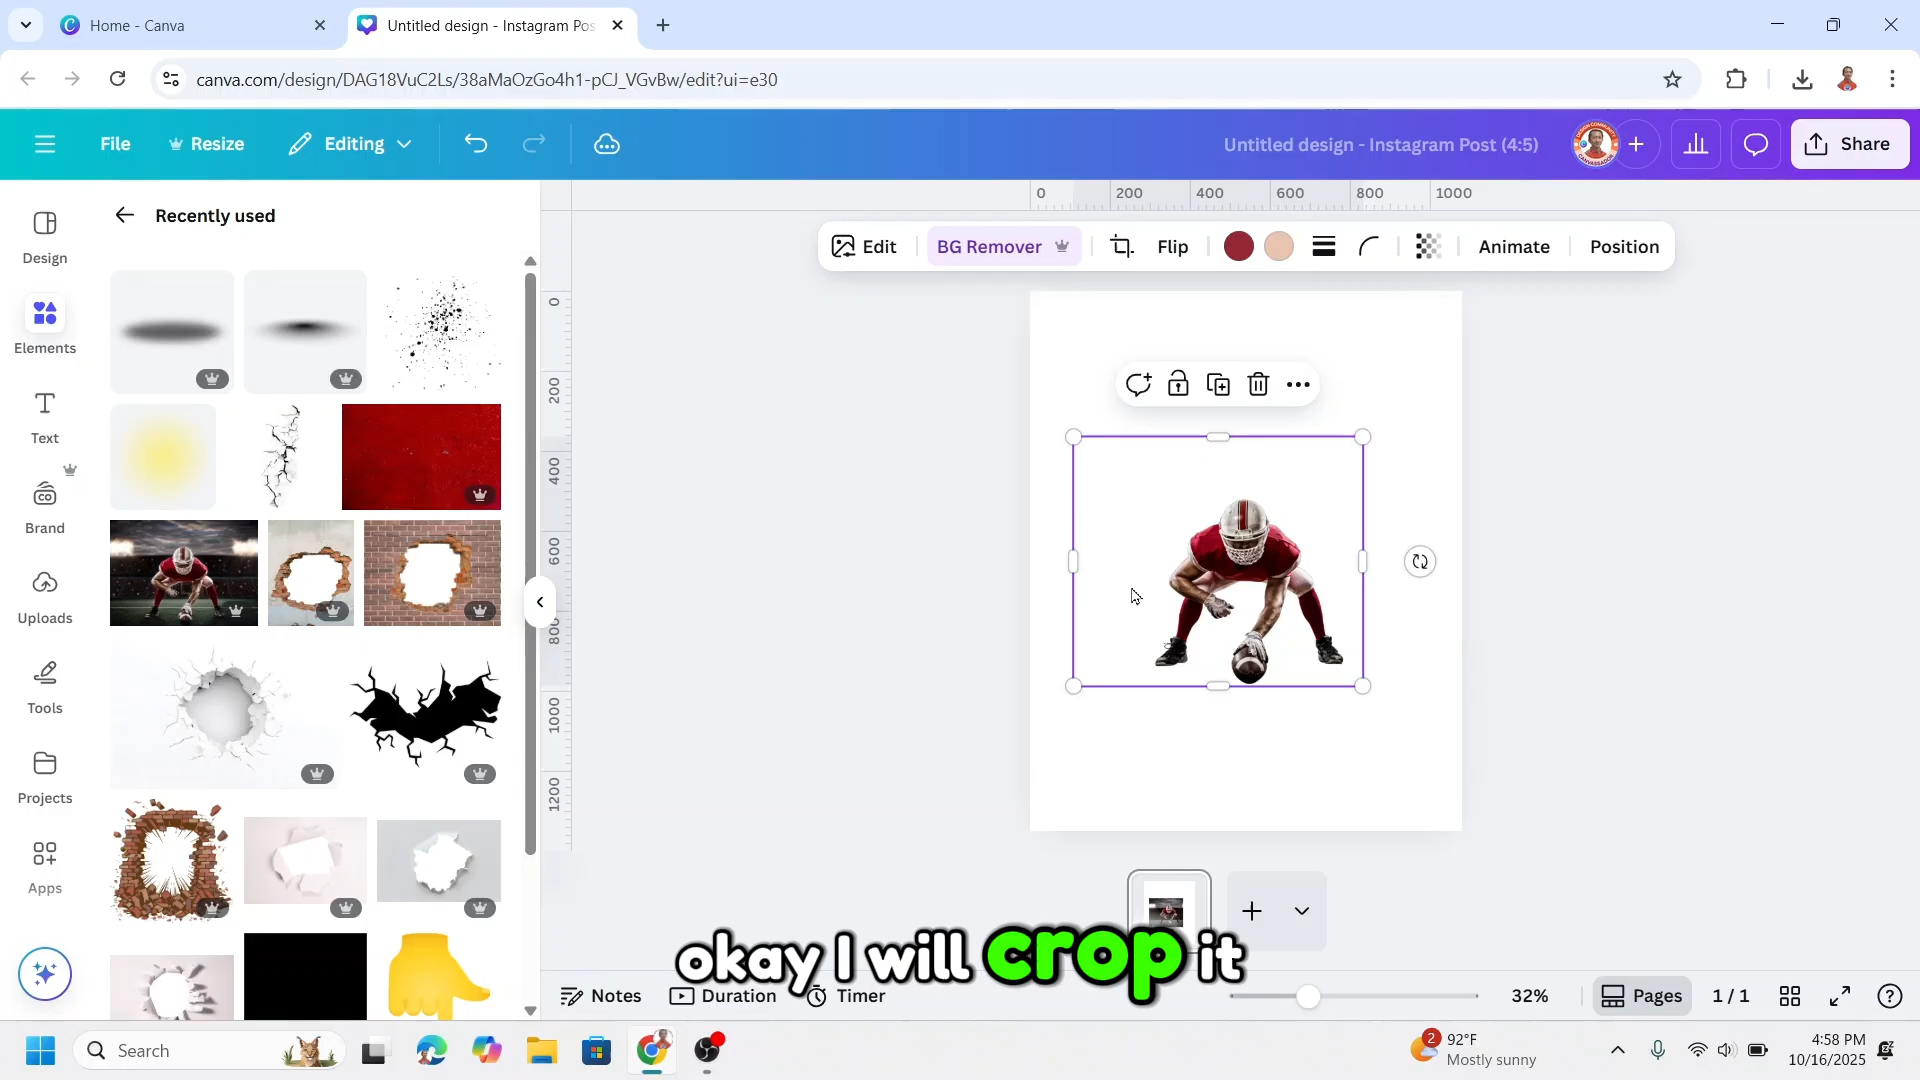 Home - Canva
Untitled design - Instagram Pos
canva.com/design/DAG18VuC2Ls/38aMaOzGo4h1-pCJ_VGvBw/edit?ui=e30
File
Resize
Editing
Untitled design - Instagram Post (4:5)
Share
Design
Elements
Text
Brand
Uploads
Tools
Projects
Apps
Recently used
0 200 400 600 800 1000
0
200
400
600
800
1000
1200
Edit
BG Remover
Flip
Animate
Position
okay I will crop it
Notes
Duration
Timer
32%
Pages
1 / 1
Search
2
92°F
Mostly sunny
4:58 PM
10/16/2025